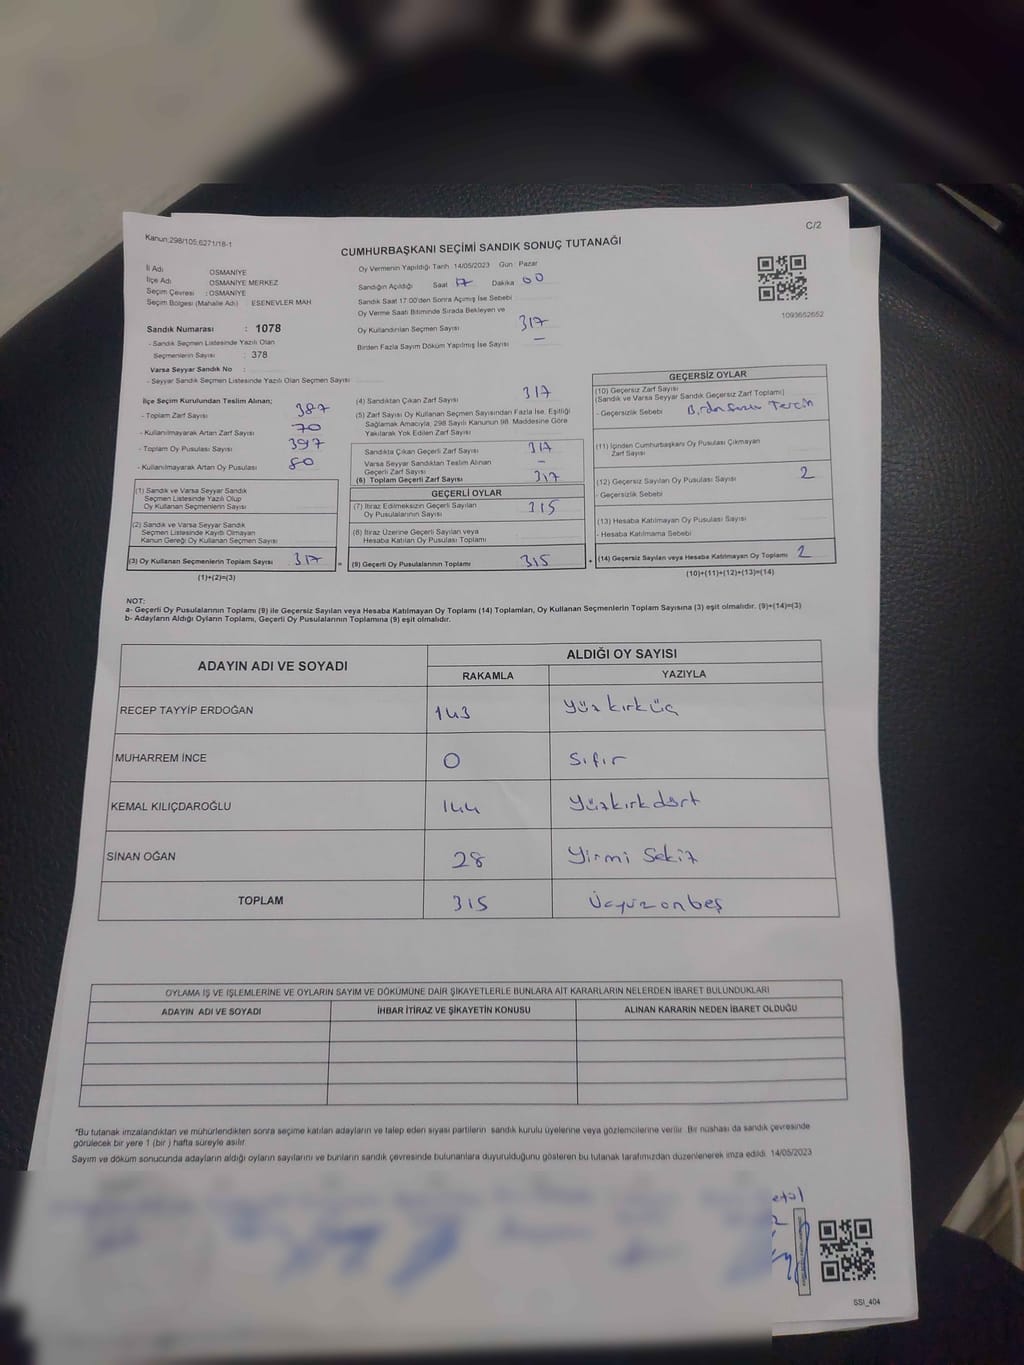 Kanun;298/105,6271/18-1
C/2
CUMHURBAŞKANI SEÇİMİ SANDIK SONUÇ TUTANAĞI
İl Adı OSMANİYE
İlçe Adı OSMANİYE MERKEZ
Seçim Çevresi : OSMANİYE
Seçim Bölgesi (Mahalle Adı) ESENEVLER MAH
Sandık Numarası : 1078
- Sandık Seçmen Listesinde Yazılı Olan
Seçmenlerin Sayısı : 378
Varsa Seyyar Sandık No :
- Seyyar Sandık Seçmen Listesinde Yazılı Olan Seçmen Sayısı
Oy Vermenin Yapıldığı Tarih : 14/05/2023 Gün : Pazar
Sandığın Açıldığı Saat 17 Dakika 00
Sandık Saat 17:00'den Sonra Açımış İse Sebebi
Oy Verme Saati Bitiminde Sırada Bekleyen ve
Oy Kullandırılan Seçmen Sayısı 317
Birden Fazla Sayım Döküm Yapılmış İse Sayısı –
1093652652
İlçe Seçim Kurulundan Teslim Alınan;
- Toplam Zarf Sayısı 387
- Kullanılmayarak Artan Zarf Sayısı 70
- Toplam Oy Pusulası Sayısı 397
- Kullanılmayarak Artan Oy Pusulası 80
(1) Sandık ve Varsa Seyyar Sandık
Seçmen Listesinde Yazılı Olup
Oy Kullanan Seçmenlerin Sayısı
(2) Sandık ve Varsa Seyyar Sandık
Seçmen Listesinde Kayıtlı Olmayan
Kanun Gereği Oy Kullanan Seçmen Sayısı
(3) Oy Kullanan Seçmenlerin Toplam Sayısı 317
(1)+(2)=(3)
(4) Sandıktan Çıkan Zarf Sayısı 317
(5) Zarf Sayısı Oy Kullanan Seçmen Sayısından Fazla İse, Eşitliği
Sağlamak Amacıyla, 298 Sayılı Kanunun 98. Maddesine Göre
Yakılarak Yok Edilen Zarf Sayısı
Sandıkta Çıkan Geçerli Zarf Sayısı 317
Varsa Seyyar Sandıktan Teslim Alınan
Geçerli Zarf Sayısı –
(6) Toplam Geçerli Zarf Sayısı 317
GEÇERLİ OYLAR
(7) İtiraz Edilmeksizin Geçerli Sayılan
Oy Pusulalarının Sayısı 315
(8) İtiraz Üzerine Geçerli Sayılan veya
Hesaba Katılan Oy Pusulası Toplamı
(9) Geçerli Oy Pusulalarının Toplamı 315
GEÇERSİZ OYLAR
(10) Geçersiz Zarf Sayısı
(Sandık ve Varsa Seyyar Sandık Geçersiz Zarf Toplamı)
- Geçersizlik Sebebi
(11) İçinden Cumhurbaşkanı Oy Pusulası Çıkmayan
Zarf Sayısı
(12) Geçersiz Sayılan Oy Pusulası Sayısı 2
- Geçersizlik Sebebi
(13) Hesaba Katılmayan Oy Pusulası Sayısı
- Hesaba Katılmama Sebebi
(14) Geçersiz Sayılan veya Hesaba Katılmayan Oy Toplamı 2
(10)+(11)+(12)+(13)=(14)
NOT:
a- Geçerli Oy Pusulalarının Toplamı (9) ile Geçersiz Sayılan veya Hesaba Katılmayan Oy Toplamı (14) Toplamları, Oy Kullanan Seçmenlerin Toplam Sayısına (3) eşit olmalıdır. (9)+(14)=(3)
b- Adayların Aldığı Oyların Toplamı, Geçerli Oy Pusulalarının Toplamına (9) eşit olmalıdır.
ADAYIN ADI VE SOYADI ALDIĞI OY SAYISI
RAKAMLA YAZIYLA
RECEP TAYYİP ERDOĞAN 143 Yüzkırküç
MUHARREM İNCE 0 Sıfır
KEMAL KILIÇDAROĞLU 144 Yüzkırkdört
SİNAN OĞAN 28 Yirmi Sekiz
TOPLAM 315 Üçyüzonbeş
OYLAMA İŞ VE İŞLEMLERİNE VE OYLARIN SAYIM VE DÖKÜMÜNE DAİR ŞİKAYETLERLE BUNLARA AİT KARARLARIN NELERDEN İBARET BULUNDUKLARI
ADAYIN ADI VE SOYADI İHBAR İTİRAZ VE ŞİKAYETİN KONUSU ALINAN KARARIN NEDEN İBARET OLDUĞU
*Bu tutanak imzalandıktan ve mühürlendikten sonra seçime katılan adayların ve talep eden siyasi partilerin sandık kurulu üyelerine veya gözlemcilerine verilir. Bir nüshası da sandık çevresinde
görülecek bir yere 1 (bir ) hafta süreyle asılır.
Sayım ve döküm sonucunda adayların aldığı oyların sayılarını ve bunların sandık çevresinde bulunanlara duyurulduğunu gösteren bu tutanak tarafımızdan düzenlenerek imza edildi. 14/05/2023
SSI_404